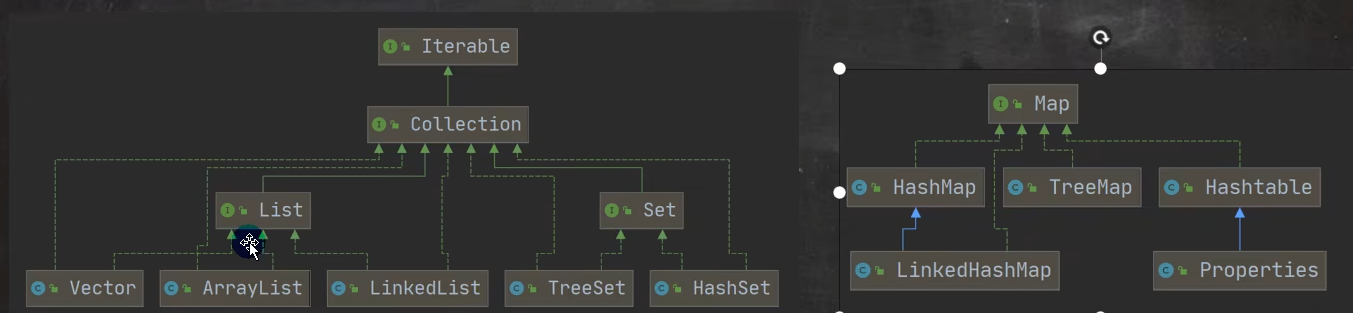 Iterable
Collection
List
Set
Vector
ArrayList
LinkedList
TreeSet
HashSet
Map
HashMap
TreeMap
Hashtable
LinkedHashMap
Properties